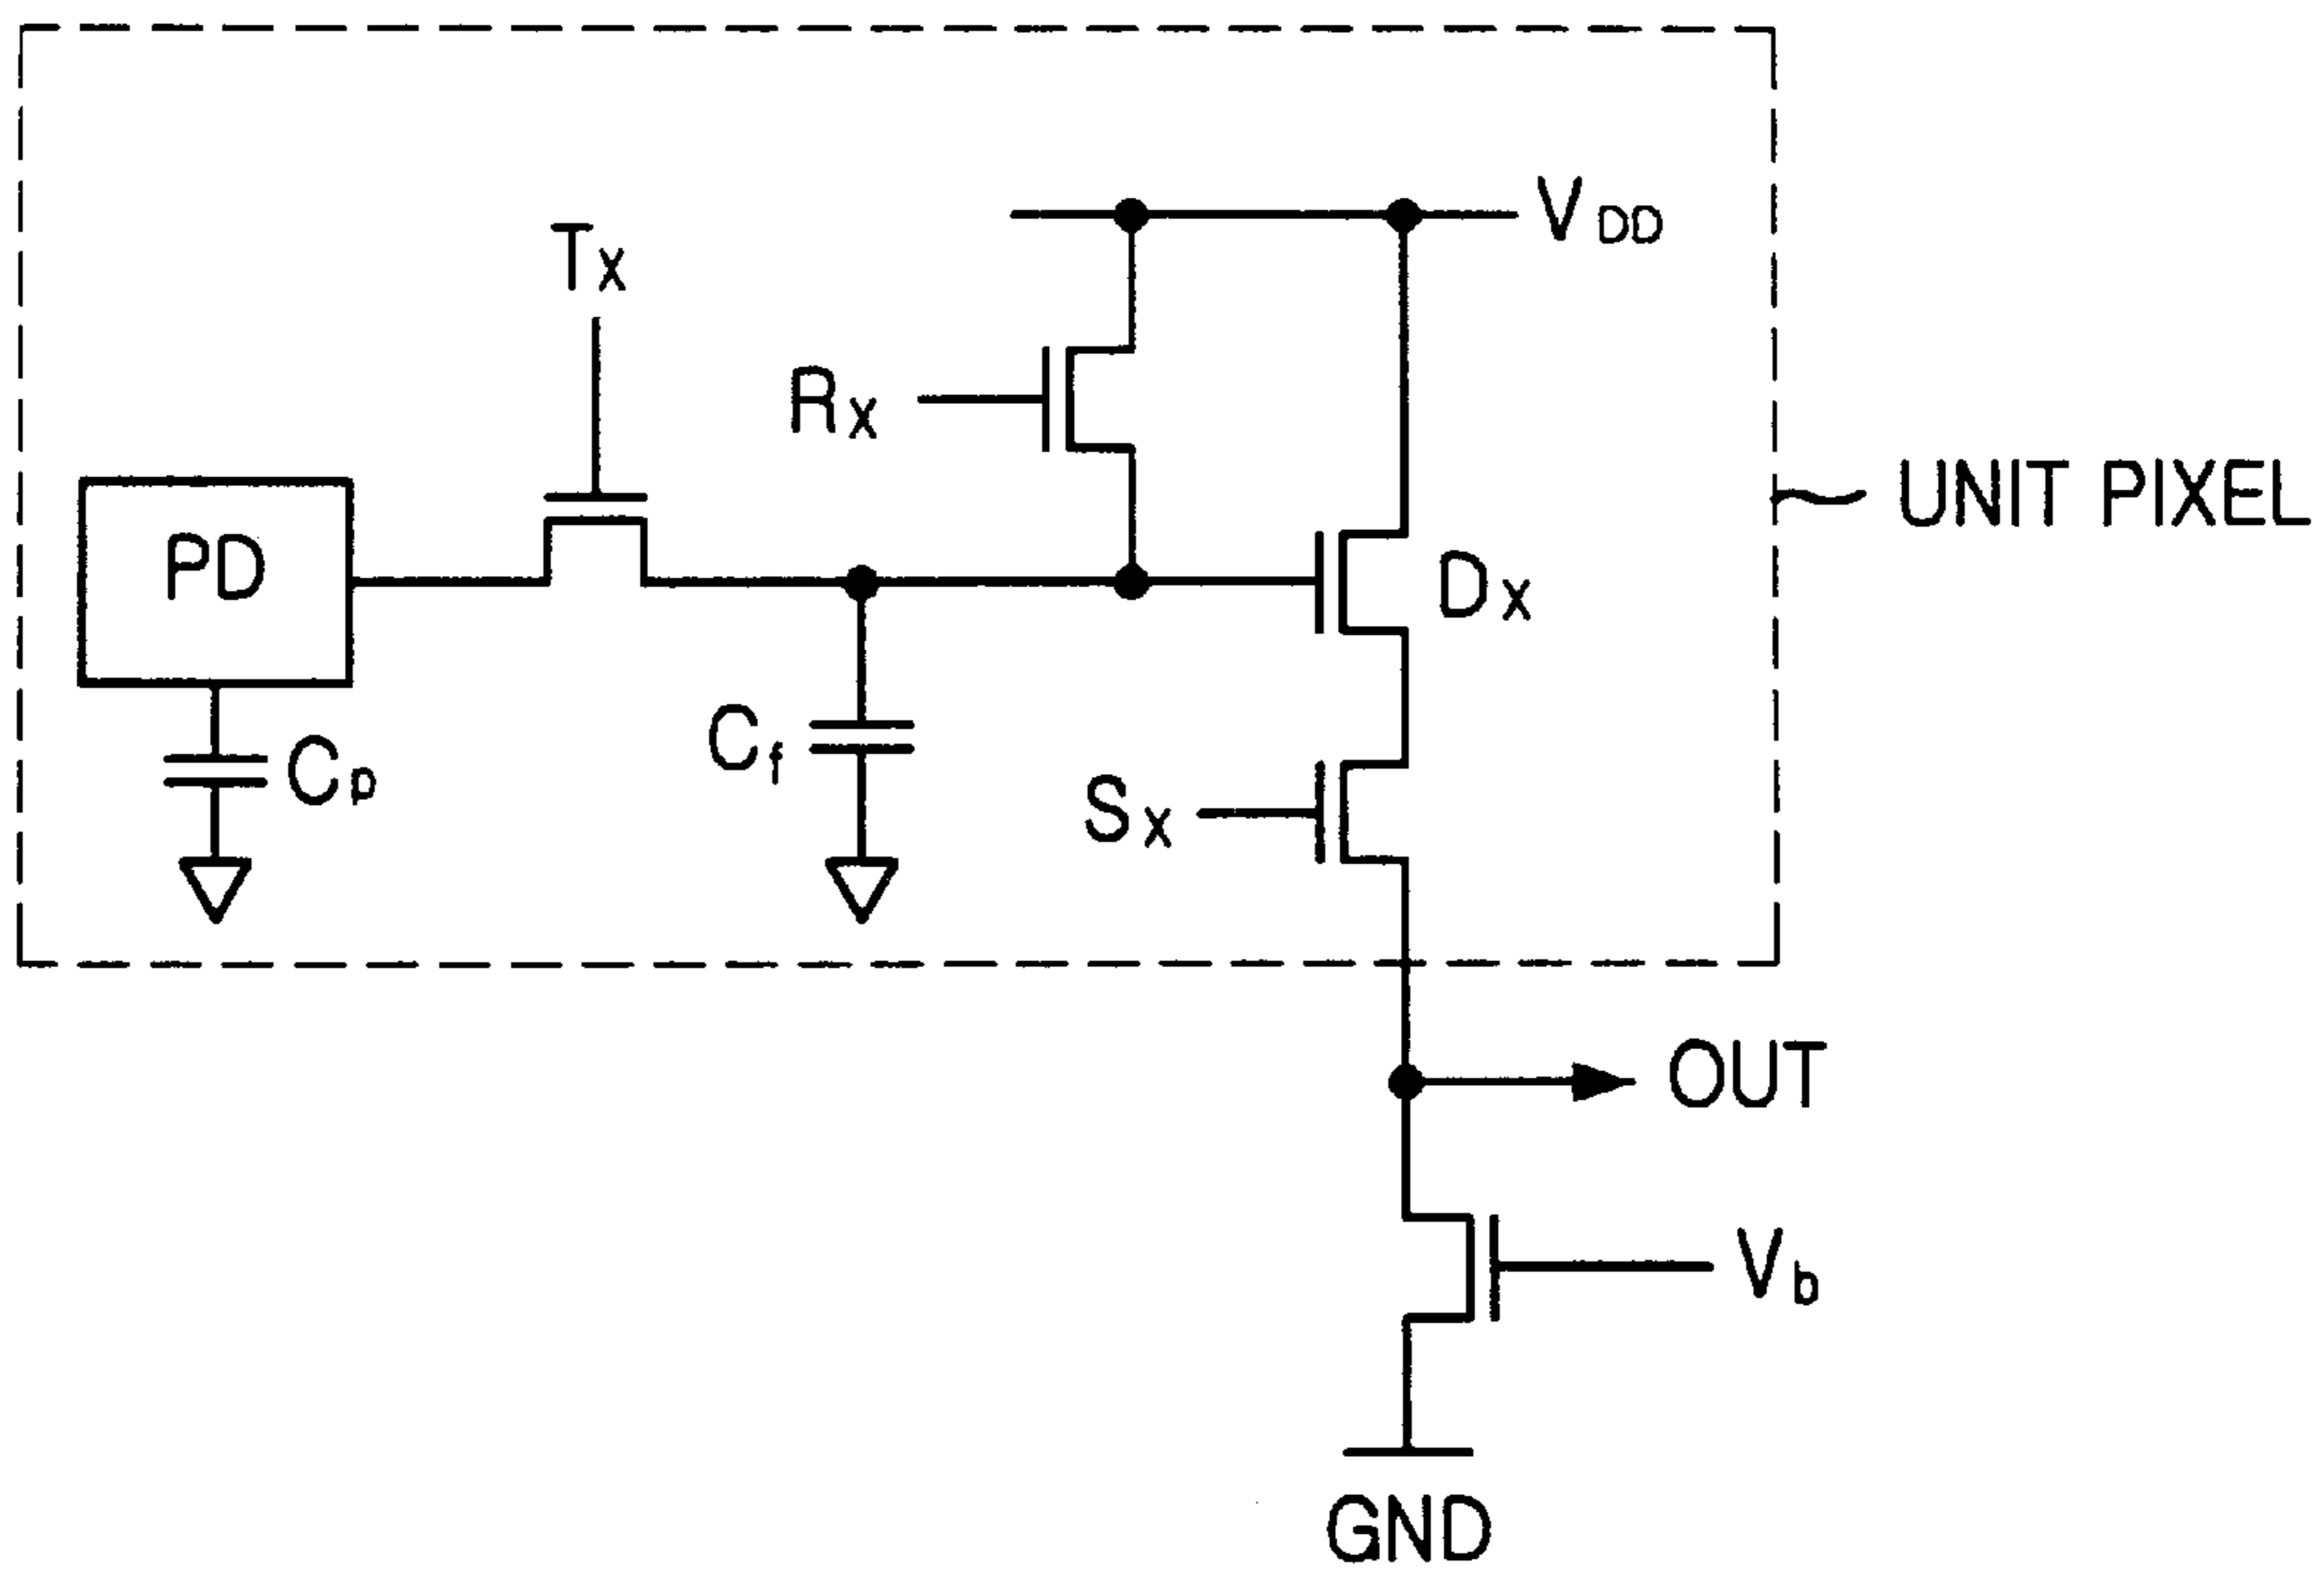 VDD
Tx
Rx
UNIT PIXEL
PD
Dx
Cf
Cp
Sx
OUT
Vb
GND